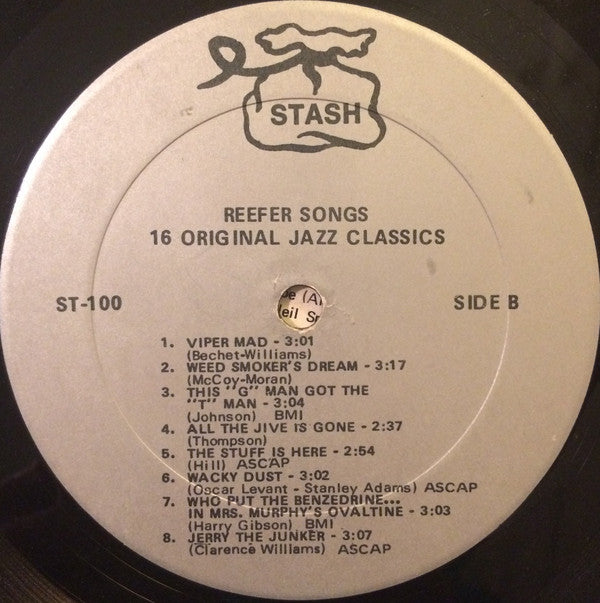 STASH
REEFER SONGS
16 ORIGINAL JAZZ CLASSICS
ST-100
SIDE B
1. VIPER MAD - 3:01
(Bechet-Williams)
2. WEED SMOKER'S DREAM - 3:17
(McCoy-Moran)
3. THIS "G" MAN GOT THE
"T" MAN - 3:04
(Johnson) BMI
4. ALL THE JIVE IS GONE - 2:37
(Thompson)
5. THE STUFF IS HERE - 2:54
(Hill) ASCAP
6. WACKY DUST - 3:02
(Oscar Levant - Stanley Adams) ASCAP
7. WHO PUT THE BENZEDRINE...
IN MRS. MURPHY'S OVALTINE - 3:03
(Harry Gibson) BMI
8. JERRY THE JUNKER - 3:07
(Clarence Williams) ASCAP